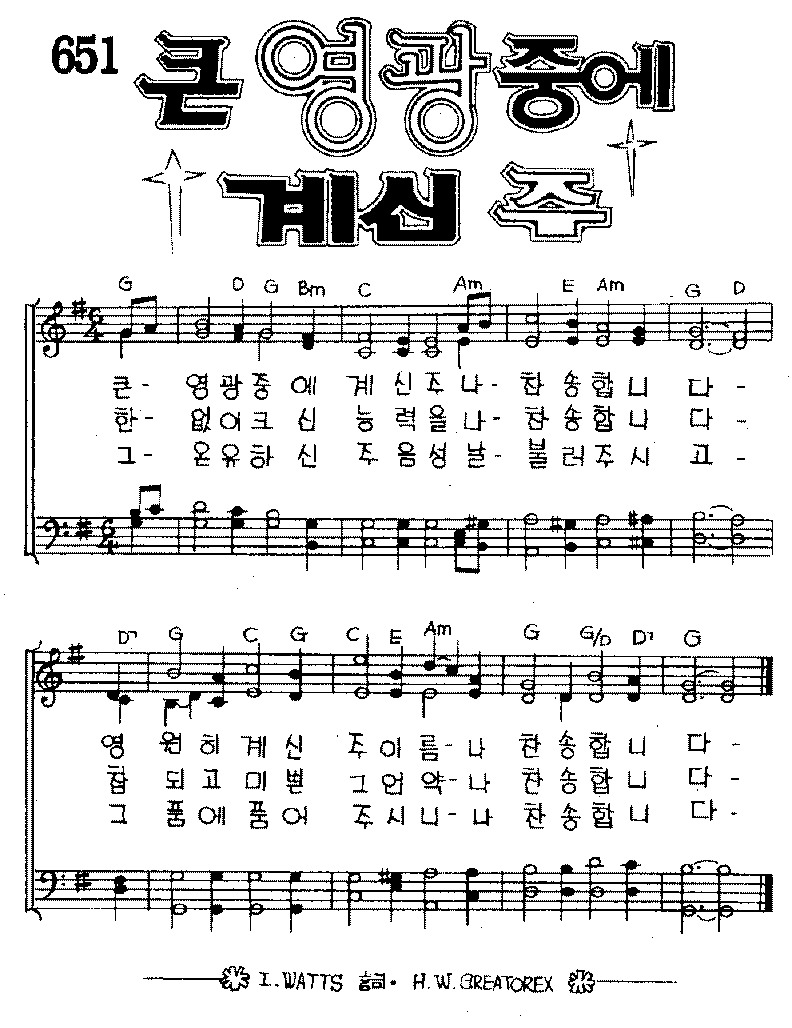 651 큰 영광 중에
계신 주
G D G Bm C Am E Am G D
6/4
큰- 영광중에 계신주 나- 찬송합니다-
한- 없이크신 능력을 나- 찬송합니다-
그- 온유하신 주음성 날- 불러주시고-
6/4
D7 G C G C E Am G G/D D7 G
영원히계신 주이름-나 찬송합니다-
참되고미쁜 그언약-나 찬송합니다-
그품에품어 주시니-나 찬송합니다-
I. WATTS 詞· H.W. GREATOREX